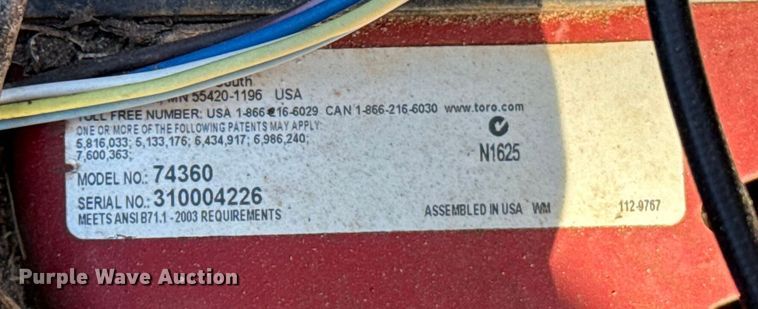 South
MN 55420-1196 USA
TOLL FREE NUMBER: USA 1-866-216-6029 CAN 1-866-216-6030 www.toro.com
ONE OR MORE OF THE FOLLOWING PATENTS MAY APPLY:
5,816,033; 5,133,176; 6,434,917; 6,986,240;
7,600,363;
N1625
MODEL NO.: 74360
SERIAL NO.: 310004226
MEETS ANSI B71.1 - 2003 REQUIREMENTS
ASSEMBLED IN USA WM 112-9767
Purple Wave Auction